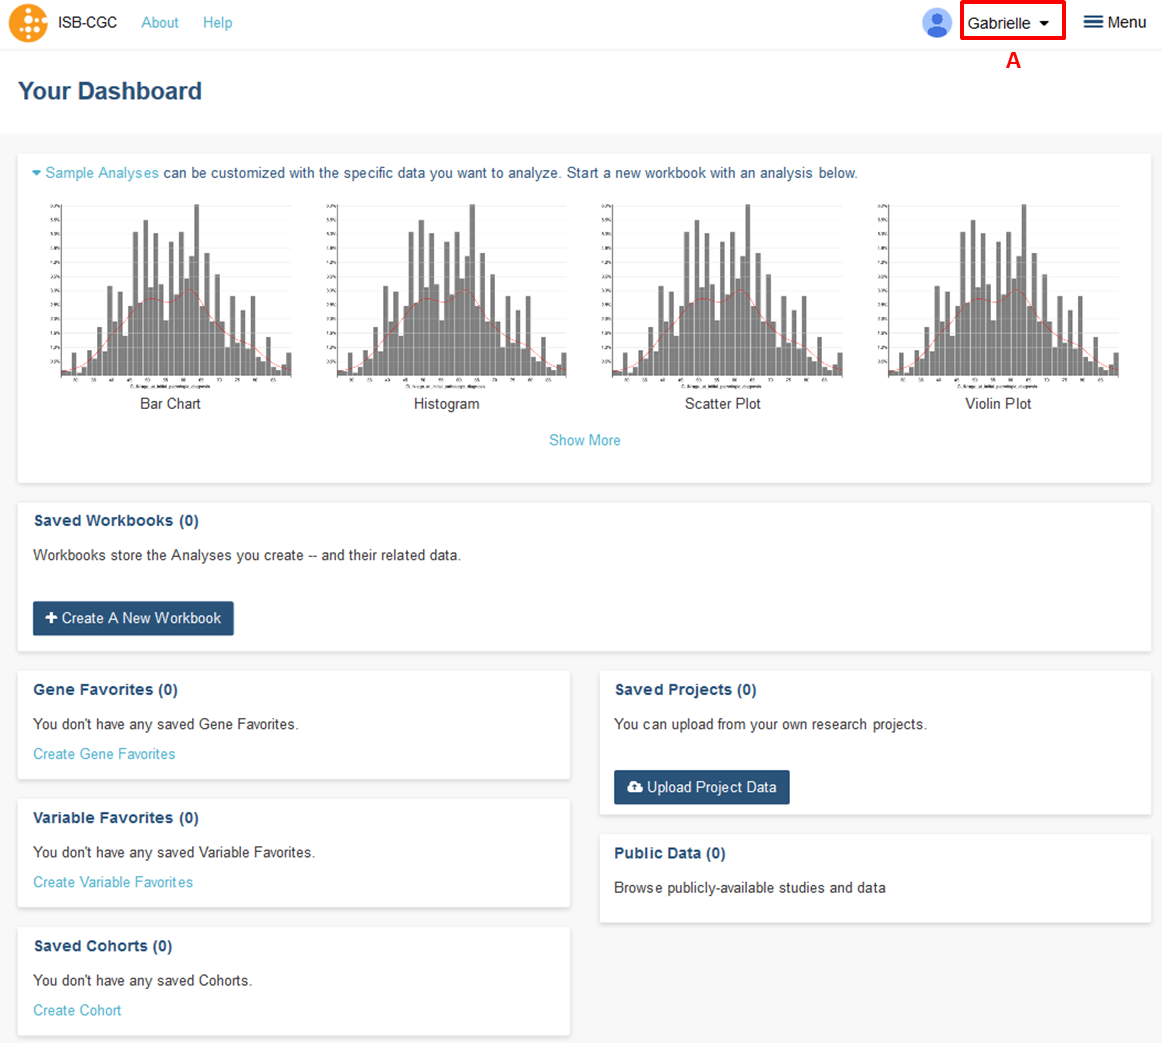 ISB-CGC About Help Gabrielle Menu
A
Your Dashboard
Sample Analyses can be customized with the specific data you want to analyze. Start a new workbook with an analysis below.
Bar Chart Histogram Scatter Plot Violin Plot
Show More
Saved Workbooks (0)
Workbooks store the Analyses you create -- and their related data.
Create A New Workbook
Gene Favorites (0)
You don't have any saved Gene Favorites.
Create Gene Favorites
Variable Favorites (0)
You don't have any saved Variable Favorites.
Create Variable Favorites
Saved Cohorts (0)
You don't have any saved Cohorts.
Create Cohort
Saved Projects (0)
You can upload from your own research projects.
Upload Project Data
Public Data (0)
Browse publicly-available studies and data